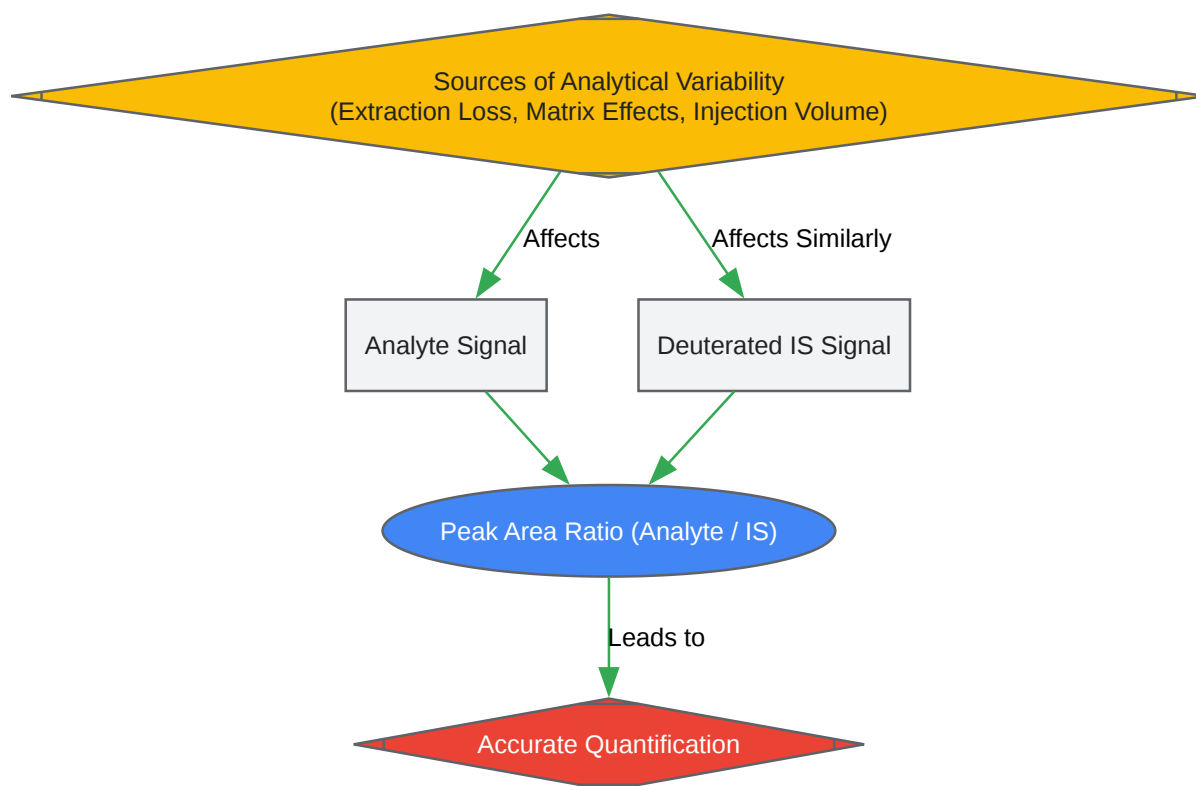 Sources of Analytical Variability
(Extraction Loss, Matrix Effects, Injection Volume)
Affects
Affects Similarly
Analyte Signal
Deuterated IS Signal
Peak Area Ratio (Analyte / IS)
Leads to
Accurate Quantification